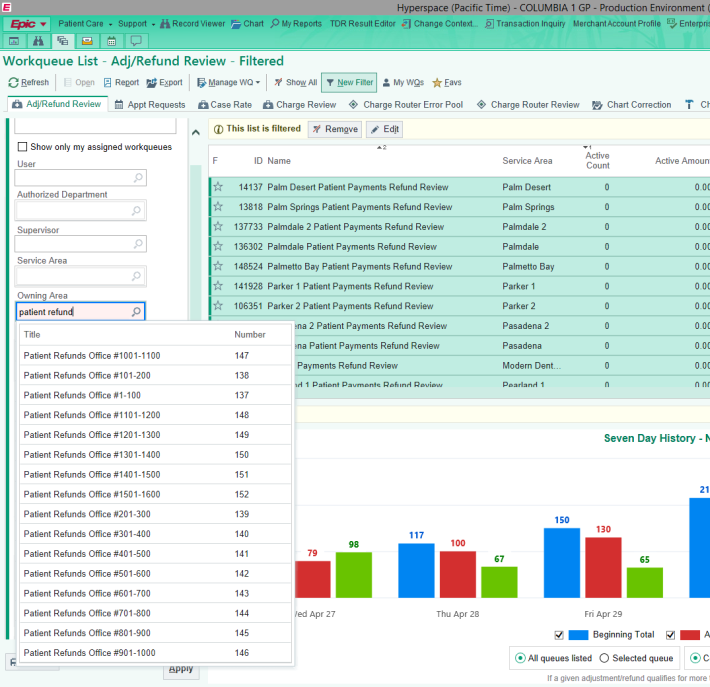 Hyperspace (Pacific Time) - COLUMBIA 1 GP - Production Environment (
Epic Patient Care Support Record Viewer Chart My Reports TDR Result Editor Change Context... Transaction Inquiry Merchant Account Profile Enterpris
Workqueue List - Adj/Refund Review - Filtered
Refresh Open Report Export Manage WQ Show All New Filter My WQs Favs
Adj/Refund Review Appt Requests Case Rate Charge Review Charge Router Error Pool Charge Router Review Chart Correction Ch
This list is filtered Remove Edit
Show only my assigned workqueues
User
Authorized Department
Supervisor
Service Area
Owning Area
patient refund
F ID Name 2 Service Area 1 Active Count Active Amoun
14137 Palm Desert Patient Payments Refund Review Palm Desert 0 0.00
13818 Palm Springs Patient Payments Refund Review Palm Springs 0 0.00
137733 Palmdale 2 Patient Payments Refund Review Palmdale 2 0 0.00
136302 Palmdale Patient Payments Refund Review Palmdale 0 0.00
148524 Palmetto Bay Patient Payments Refund Review Palmetto Bay 0 0.00
141928 Parker 1 Patient Payments Refund Review Parker 1 0 0.00
106351 Parker 2 Patient Payments Refund Review Parker 2 0 0.00
ena 2 Patient Payments Refund Review Pasadena 2 0 0.00
ena Patient Payments Refund Review Pasadena 0 0.00
Payments Refund Review Modern Dent... 0 0.00
nd 1 Patient Payments Refund Review Pearland 1 0 0.00
Title Number
Patient Refunds Office #1001-1100 147
Patient Refunds Office #101-200 138
Patient Refunds Office #1-100 137
Patient Refunds Office #1101-1200 148
Patient Refunds Office #1201-1300 149
Patient Refunds Office #1301-1400 150
Patient Refunds Office #1401-1500 151
Patient Refunds Office #1501-1600 152
Patient Refunds Office #201-300 139
Patient Refunds Office #301-400 140
Patient Refunds Office #401-500 141
Patient Refunds Office #501-600 142
Patient Refunds Office #601-700 143
Patient Refunds Office #701-800 144
Patient Refunds Office #801-900 145
Patient Refunds Office #901-1000 146
Apply
Seven Day History - N
79 98 117 100 67 150 130 65 21
Wed Apr 27 Thu Apr 28 Fri Apr 29
Beginning Total A
All queues listed Selected queue C
If a given adjustment/refund qualifies for more